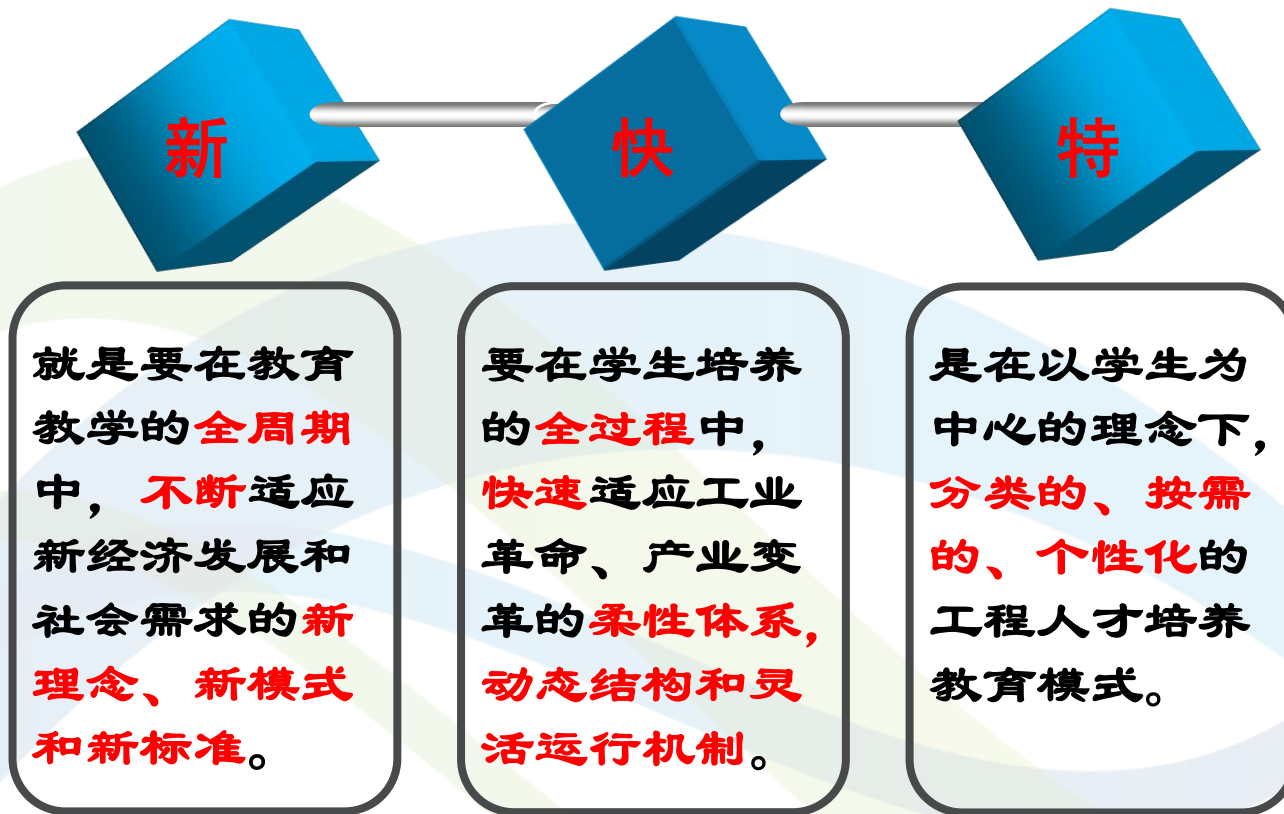 新
快
特
就是要在教育
教学的全周期
中，不断适应
新经济发展和
社会需求的新
理念、新模式
和新标准。
要在学生培养
的全过程中，
快速适应工业
革命、产业变
革的柔性体系，
动态结构和灵
活运行机制。
是在以学生为
中心的理念下，
分类的、按需
的、个性化的
工程人才培养
教育模式。